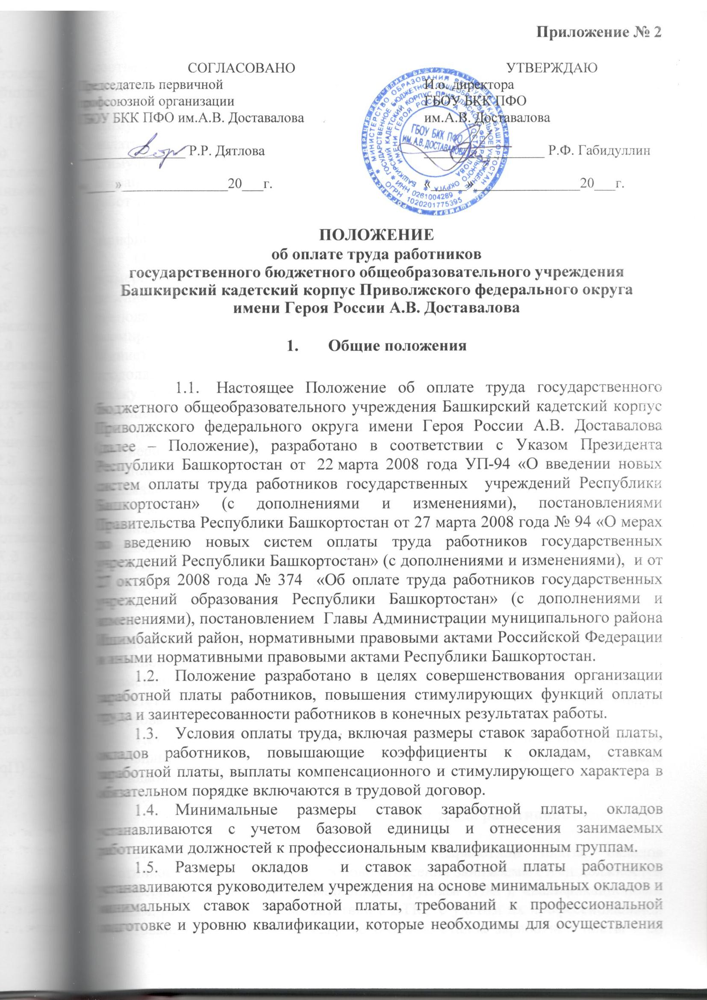 Приложение № 2
СОГЛАСОВАНО
Председатель первичной
профсоюзной организации
ГБОУ БКК ПФО им.А.В. Доставалова
Р.Р. Дятлова
«____»_______________20___г.
УТВЕРЖДАЮ
И.о. директора
ГБОУ БКК ПФО
им.А.В. Доставалова
Р.Ф. Габидуллин
«_____»_______________20___г.
ГБОУ БКК ПФО
ИМ. А.В. ДОСТАВАЛОВА
ИНН 0261004289
ОГРН 1020201775395
ПОЛОЖЕНИЕ
об оплате труда работников
государственного бюджетного общеобразовательного учреждения
Башкирский кадетский корпус Приволжского федерального округа
имени Героя России А.В. Доставалова
1. Общие положения
1.1. Настоящее Положение об оплате труда государственного
бюджетного общеобразовательного учреждения Башкирский кадетский корпус
Приволжского федерального округа имени Героя России А.В. Доставалова
(далее – Положение), разработано в соответствии с Указом Президента
Республики Башкортостан от 22 марта 2008 года УП-94 «О введении новых
систем оплаты труда работников государственных учреждений Республики
Башкортостан» (с дополнениями и изменениями), постановлениями
Правительства Республики Башкортостан от 27 марта 2008 года № 94 «О мерах
по введению новых систем оплаты труда работников государственных
учреждений Республики Башкортостан» (с дополнениями и изменениями), и от
27 октября 2008 года № 374 «Об оплате труда работников государственных
учреждений образования Республики Башкортостан» (с дополнениями и
изменениями), постановлением Главы Администрации муниципального района
Ишимбайский район, нормативными правовыми актами Российской Федерации
и иными нормативными правовыми актами Республики Башкортостан.
1.2. Положение разработано в целях совершенствования организации
заработной платы работников, повышения стимулирующих функций оплаты
труда и заинтересованности работников в конечных результатах работы.
1.3. Условия оплаты труда, включая размеры ставок заработной платы,
окладов работников, повышающие коэффициенты к окладам, ставкам
заработной платы, выплаты компенсационного и стимулирующего характера в
обязательном порядке включаются в трудовой договор.
1.4. Минимальные размеры ставок заработной платы, окладов
устанавливаются с учетом базовой единицы и отнесения занимаемых
работниками должностей к профессиональным квалификационным группам.
1.5. Размеры окладов и ставок заработной платы работников
устанавливаются руководителем учреждения на основе минимальных окладов и
минимальных ставок заработной платы, требований к профессиональной
подготовке и уровню квалификации, которые необходимы для осуществления